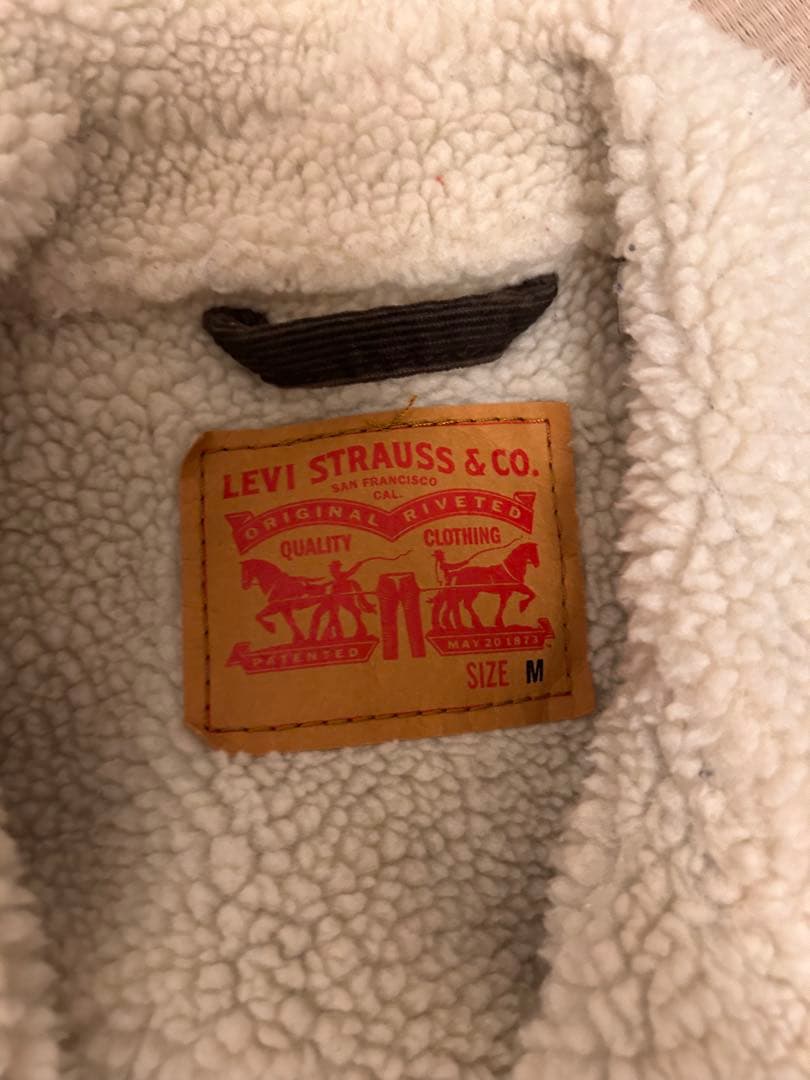 LEVI STRAUSS & CO.
SAN FRANCISCO
CAL.
ORIGINAL RIVETED
QUALITY CLOTHING
PATENTED MAY 20 1873
SIZE M